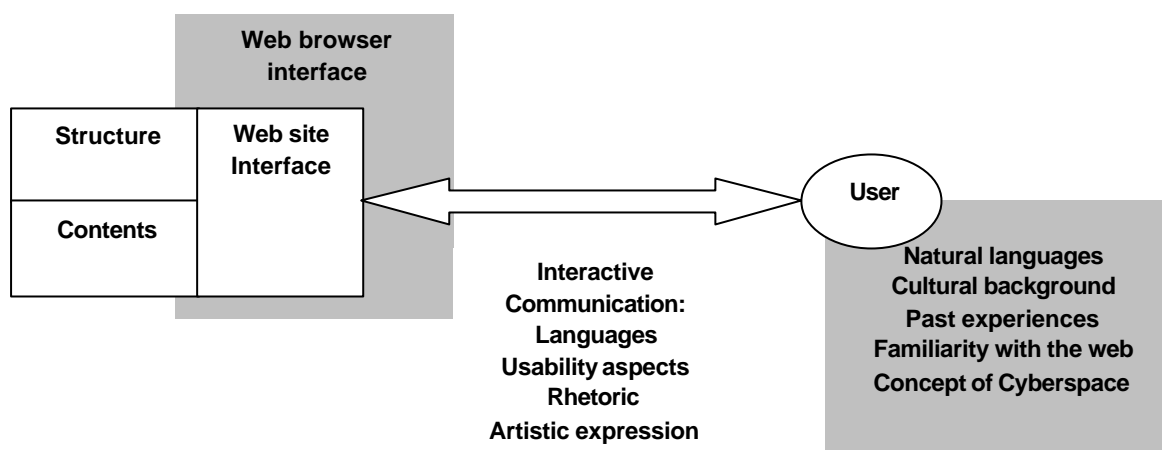 Web browser
interface
Structure
Web site
Interface
Contents
User
Interactive
Communication:
Languages
Usability aspects
Rhetoric
Artistic expression
Natural languages
Cultural background
Past experiences
Familiarity with the web
Concept of Cyberspace